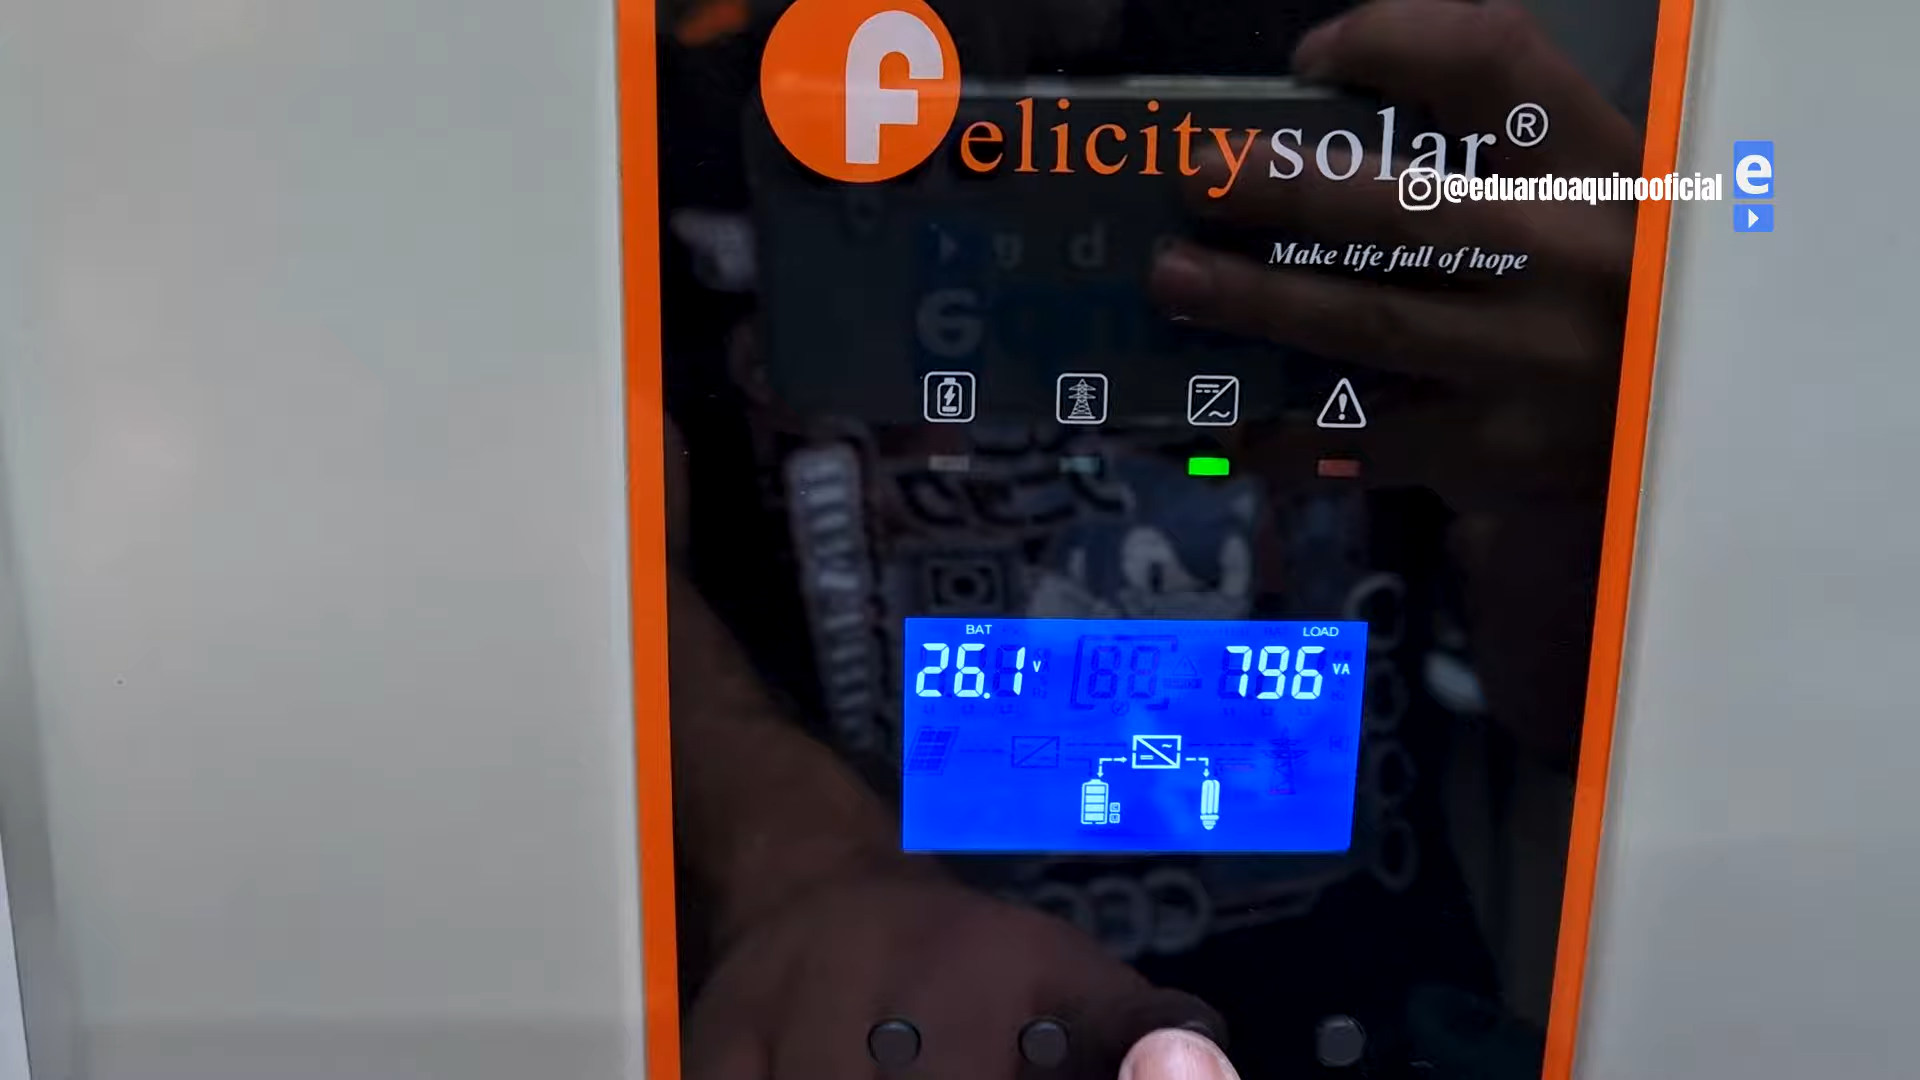 felicitysolar®
@eduardoaquinooficial
e
Make life full of hope
BAT LOAD
26.1 V 796 VA